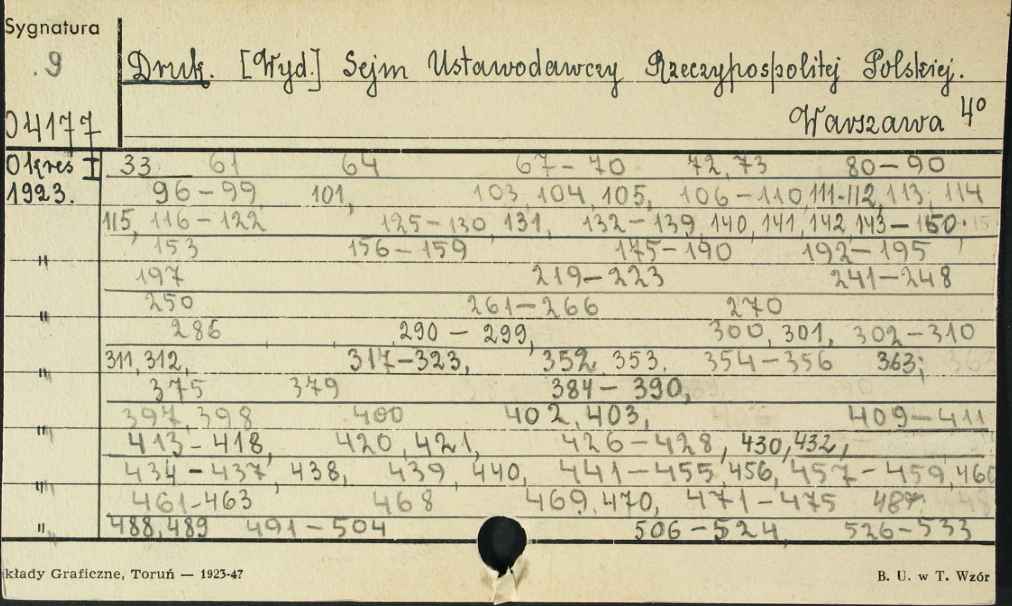 Sygnatura
.9
04177
Druk. [Wyd.] Sejm Ustawodawczy Rzeczypospolitej Polskiej.
Warszawa 4°
Okres I 33 61 64 67-70 72, 73 80-90
1923. 96-99 101, 103, 104, 105, 106-110, 111-112, 113, 114
115, 116-122 125-130, 131, 132-139, 140, 141, 142, 143-150.
153 156-159 175-190 192-195
" 197 219-223 241-248
250 261-266 270
" 286 290-299, 300, 301, 302-310
311, 312, 317-323, 352, 353. 354-356 363;
" 375 379 384-390,
397, 398 400 402, 403, 409-411
" 413-418, 420, 421, 426-428, 430, 432,
434-437, 438, 439, 440, 441-455, 456, 457-459, 460
" 461-463 468 469, 470, 471-475 487
" 488, 489 491-504 506-524, 526-533
kłady Graficzne, Toruń — 1923-47
B. U. w T. Wzór